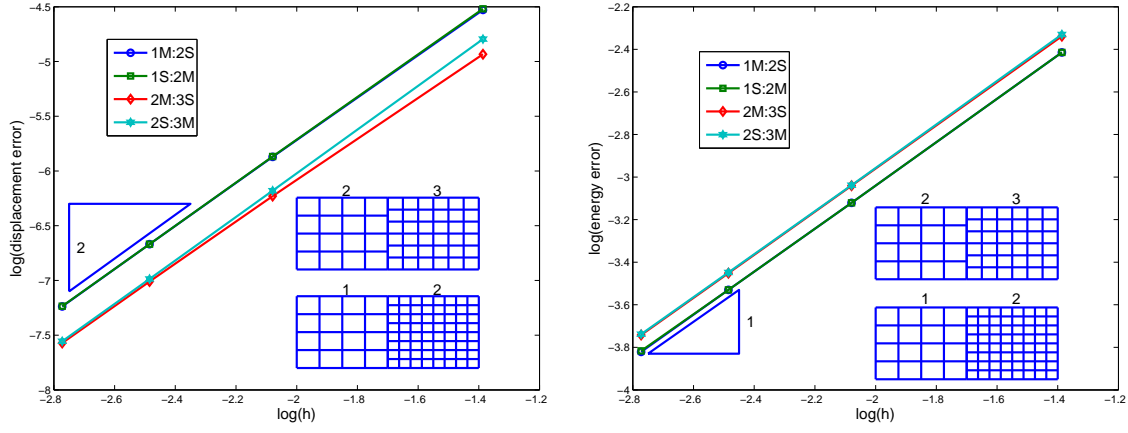 −4.5
−5
−5.5
−6
−6.5
−7
−7.5
−8
log(displacement error)
1M:2S
1S:2M
2M:3S
2S:3M
2
2 3
1 2
−2.8 −2.6 −2.4 −2.2 −2 −1.8 −1.6 −1.4 −1.2
log(h)
−2.2
−2.4
−2.6
−2.8
−3
−3.2
−3.4
−3.6
−3.8
−4
log(energy error)
1M:2S
1S:2M
2M:3S
2S:3M
1
2 3
1 2
−2.8 −2.6 −2.4 −2.2 −2 −1.8 −1.6 −1.4 −1.2
log(h)